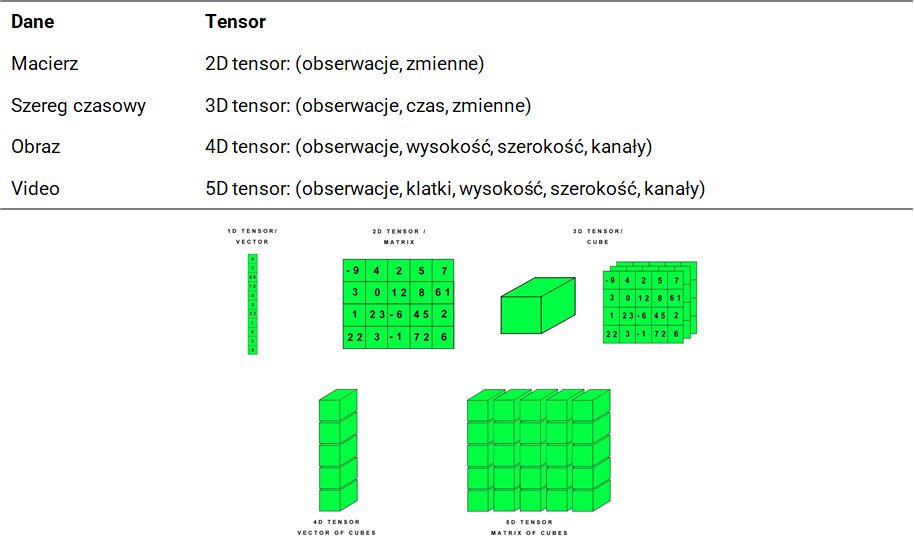 Dane Tensor
Macierz 2D tensor: (obserwacje, zmienne)
Szereg czasowy 3D tensor: (obserwacje, czas, zmienne)
Obraz 4D tensor: (obserwacje, wysokość, szerokość, kanały)
Video 5D tensor: (obserwacje, klatki, wysokość, szerokość, kanały)
1D TENSOR/
VECTOR
2D TENSOR /
MATRIX
3D TENSOR/
CUBE
-9 4 2 5 7
3 0 12 8 61
1 23 -6 45 2
22 3 -1 72 6
-9 4 2 5 7
3 0 12 8 61
1 23 -6 45 2
22 3 -1 72 6
4D TENSOR
VECTOR OF CUBES
5D TENSOR
MATRIX OF CUBES